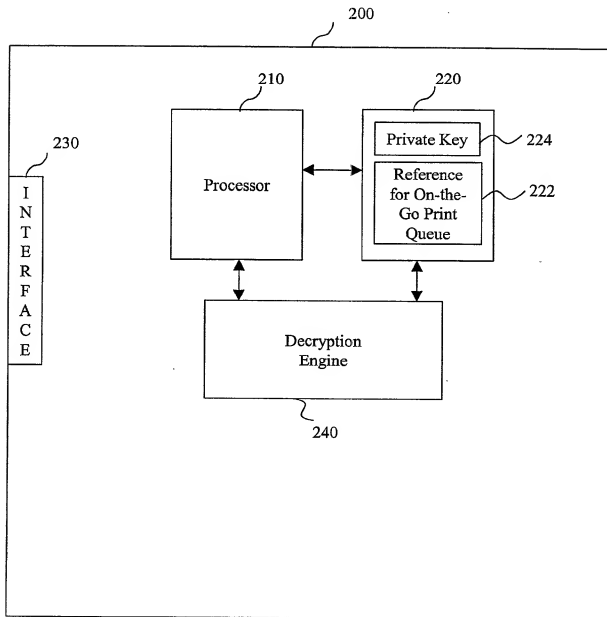 200
210
220
230
Private Key
224
Processor
Reference
for On-the-
Go Print
Queue
222
INTERFACE
Decryption
Engine
240